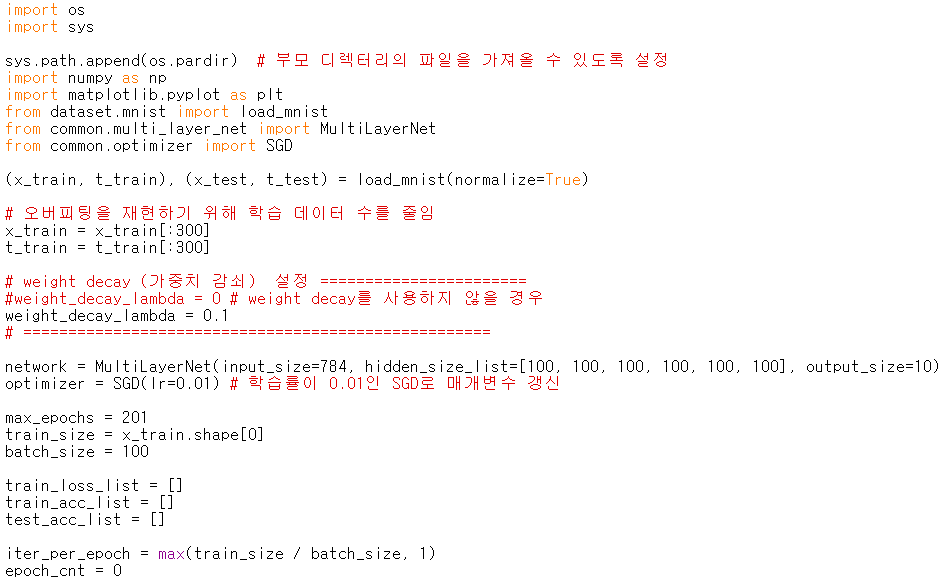 import os
import sys

sys.path.append(os.pardir)  # 부모 디렉터리의 파일을 가져올 수 있도록 설정
import numpy as np
import matplotlib.pyplot as plt
from dataset.mnist import load_mnist
from common.multi_layer_net import MultiLayerNet
from common.optimizer import SGD

(x_train, t_train), (x_test, t_test) = load_mnist(normalize=True)

# 오버피팅을 재현하기 위해 학습 데이터 수를 줄임
x_train = x_train[:300]
t_train = t_train[:300]

# weight decay (가중치 감쇠)  설정 =======================
#weight_decay_lambda = 0 # weight decay를 사용하지 않을 경우
weight_decay_lambda = 0.1
# ====================================================

network = MultiLayerNet(input_size=784, hidden_size_list=[100, 100, 100, 100, 100, 100], output_size=10)
optimizer = SGD(lr=0.01) # 학습률이 0.01인 SGD로 매개변수 갱신

max_epochs = 201
train_size = x_train.shape[0]
batch_size = 100

train_loss_list = []
train_acc_list = []
test_acc_list = []

iter_per_epoch = max(train_size / batch_size, 1)
epoch_cnt = 0